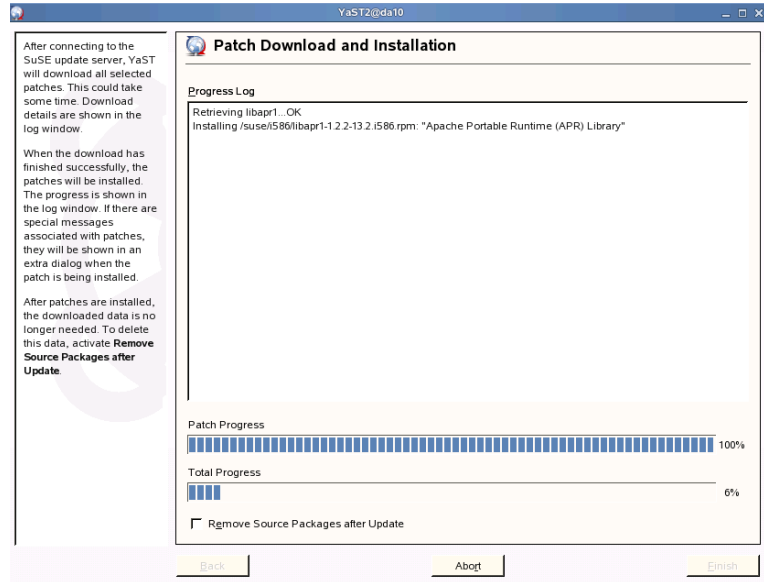 YaST2@da10
After connecting to the
SuSE update server, YaST
will download all selected
patches. This could take
some time. Download
details are shown in the
log window.
When the download has
finished successfully, the
patches will be installed.
The progress is shown in
the log window. If there are
special messages
associated with patches,
they will be shown in an
extra dialog when the
patch is being installed.
After patches are installed,
the downloaded data is no
longer needed. To delete
this data, activate Remove
Source Packages after
Update.
Patch Download and Installation
Progress Log
Retrieving libapr1...OK
Installing /suse/i586/libapr1-1.2.2-13.2.i586.rpm: "Apache Portable Runtime (APR) Library"
Patch Progress
100%
Total Progress
6%
Remove Source Packages after Update
Back
Abort
Finish